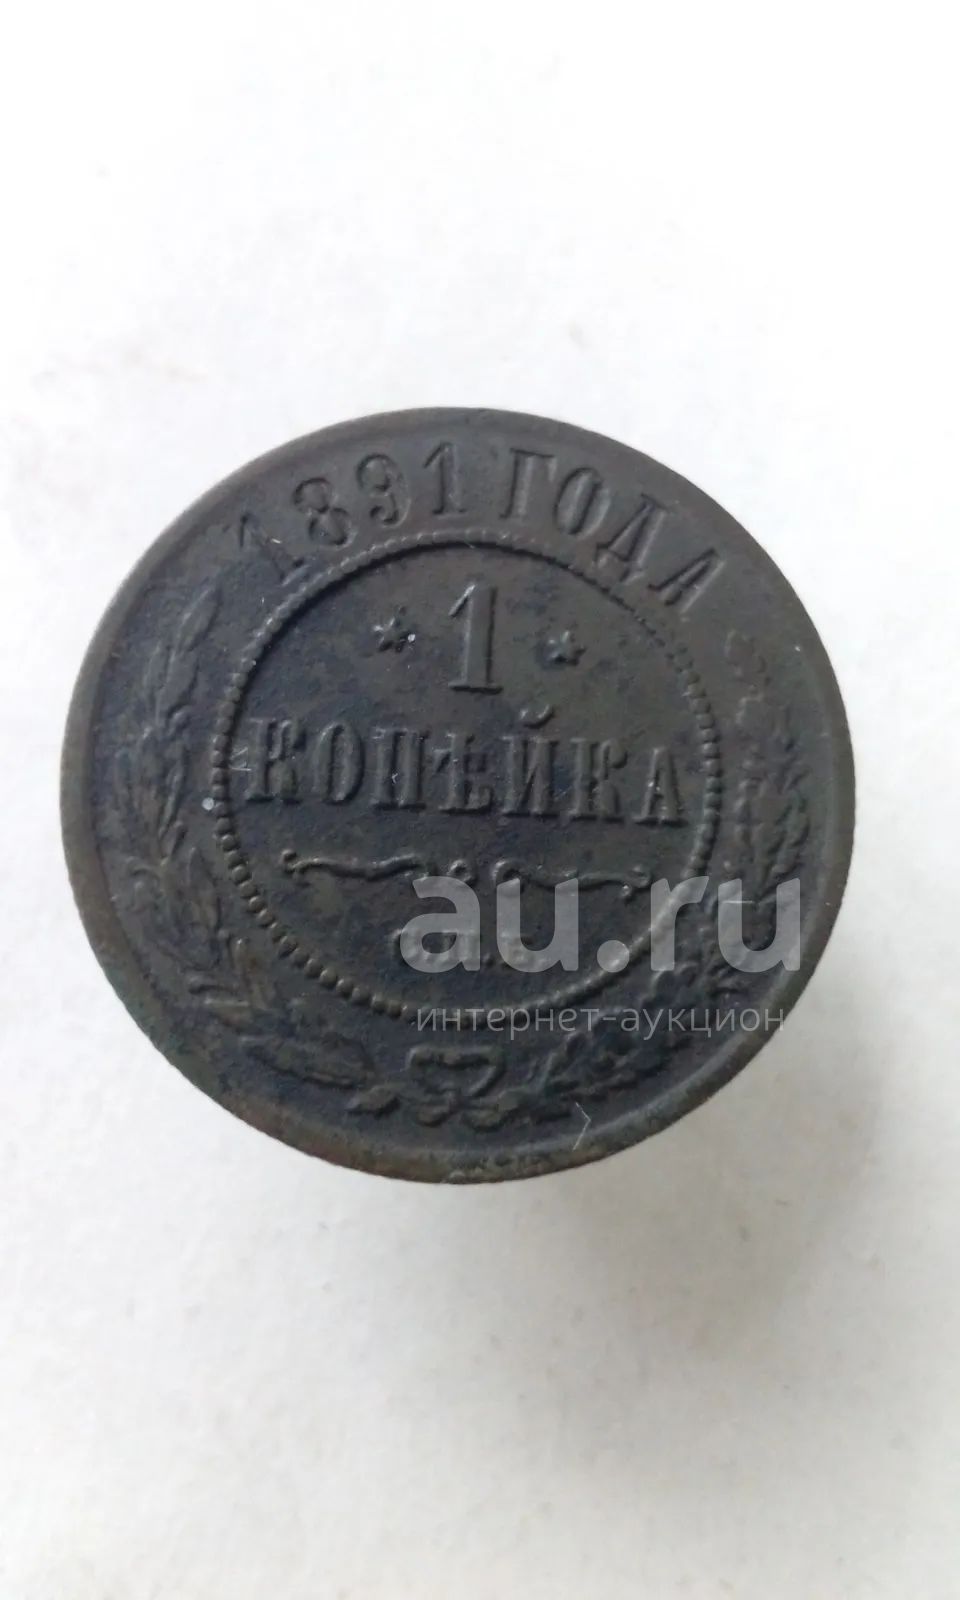 1891 ГОДА
* 1 *
КОПѢЙКА
С.П.Б.
au.ru
интернет-аукцион